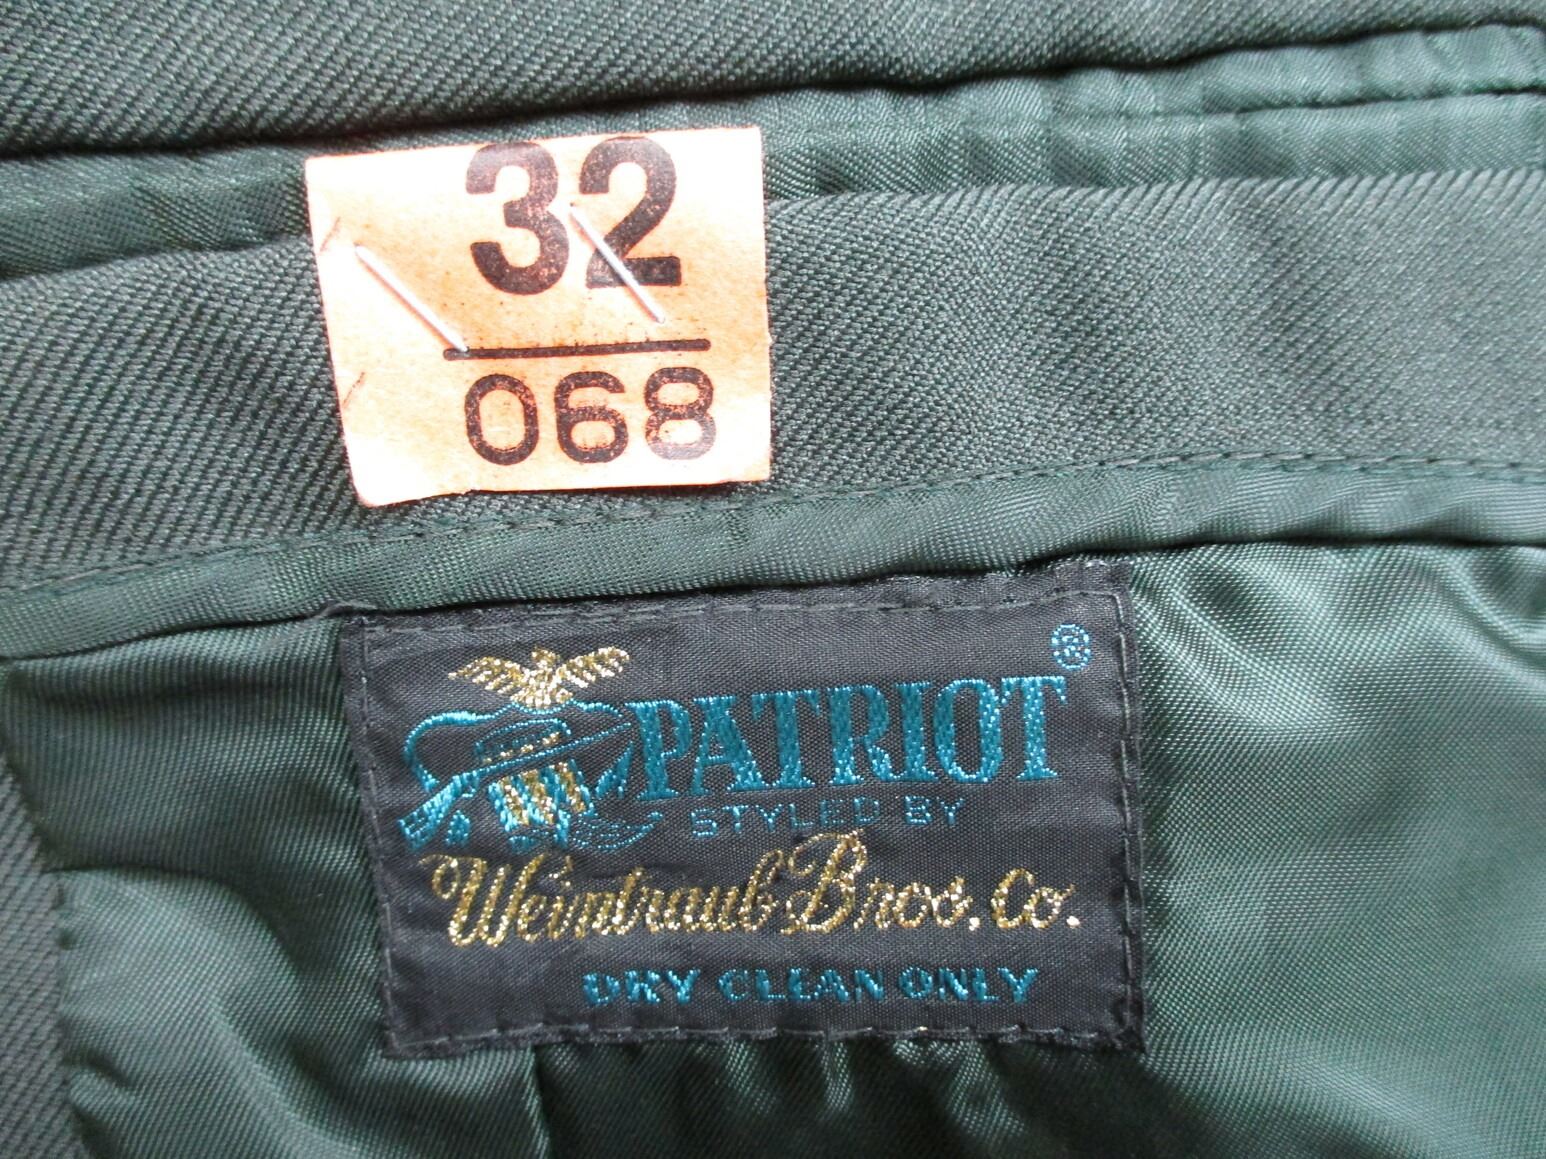 32
068
PATRIOT ®
STYLED BY
Weintraub Bros. Co.
DRY CLEAN ONLY